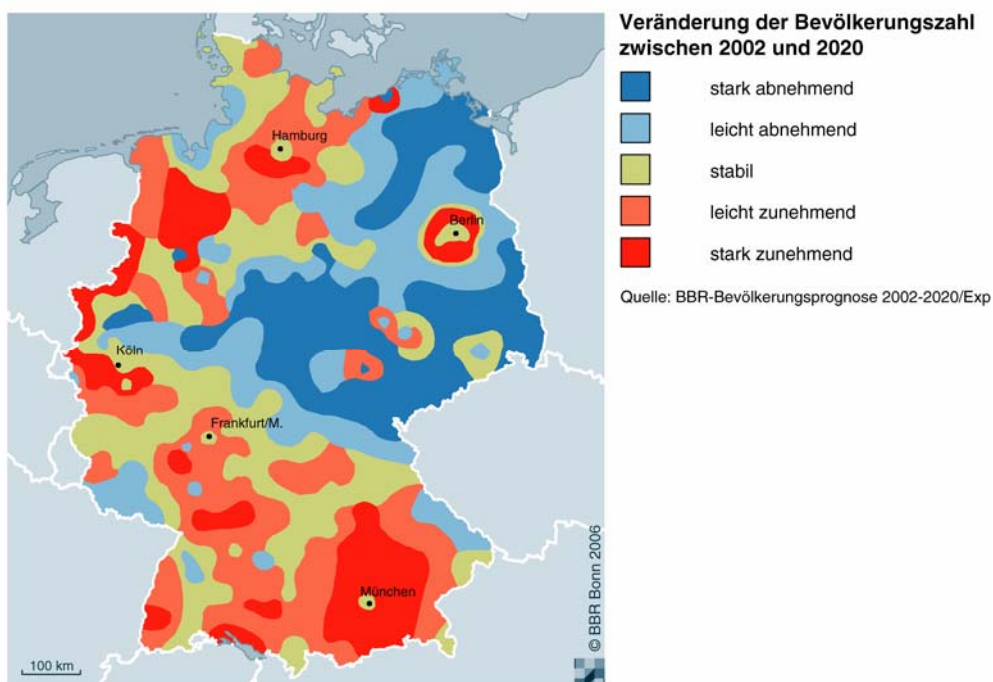 Veränderung der Bevölkerungszahl
zwischen 2002 und 2020
stark abnehmend
leicht abnehmend
stabil
leicht zunehmend
stark zunehmend
Quelle: BBR-Bevölkerungsprognose 2002-2020/Exp
Hamburg
Berlin
Köln
Frankfurt/M.
München
100 km
© BBR Bonn 2006